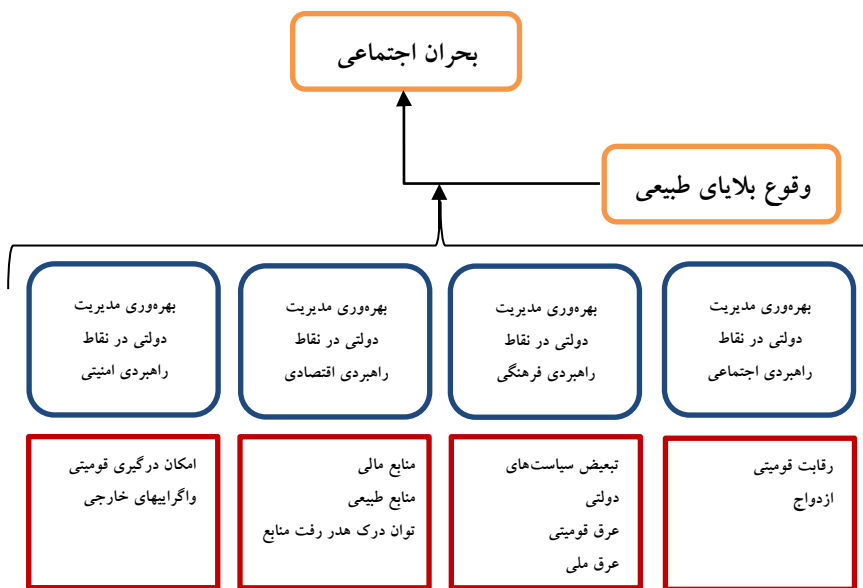 بحران اجتماعی
وقوع بلایای طبیعی
بهره‌وری مدیریت
دولتی در نقاط
راهبردی اجتماعی
بهره‌وری مدیریت
دولتی در نقاط
راهبردی فرهنگی
بهره‌وری مدیریت
دولتی در نقاط
راهبردی اقتصادی
بهره‌وری مدیریت
دولتی در نقاط
راهبردی امنیتی
رقابت قومیتی
ازدواج
تبعیض سیاست‌های
دولتی
عرق قومیتی
عرق ملی
منابع مالی
منابع طبیعی
توان درک هدر رفت منابع
امکان درگیری قومیتی
واگراییهای خارجی